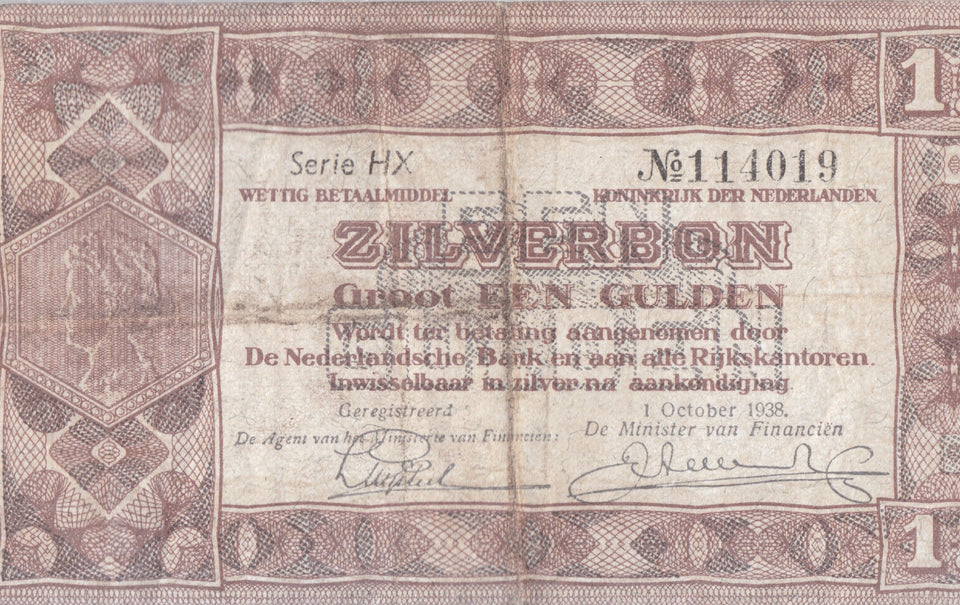 1
Serie HX
№114019
WETTIG BETAALMIDDEL
KONINKRIJK DER NEDERLANDEN.
ZILVERBON
Groot EEN GULDEN
Wordt ter betaling aangenomen door
De Nederlandsche Bank en aan alle Rijkskantoren.
Inwisselbaar in zilver na aankondiging
Geregistreerd
1 October 1938.
De Agent van het Ministerie van Financien:
De Minister van Financiën
1